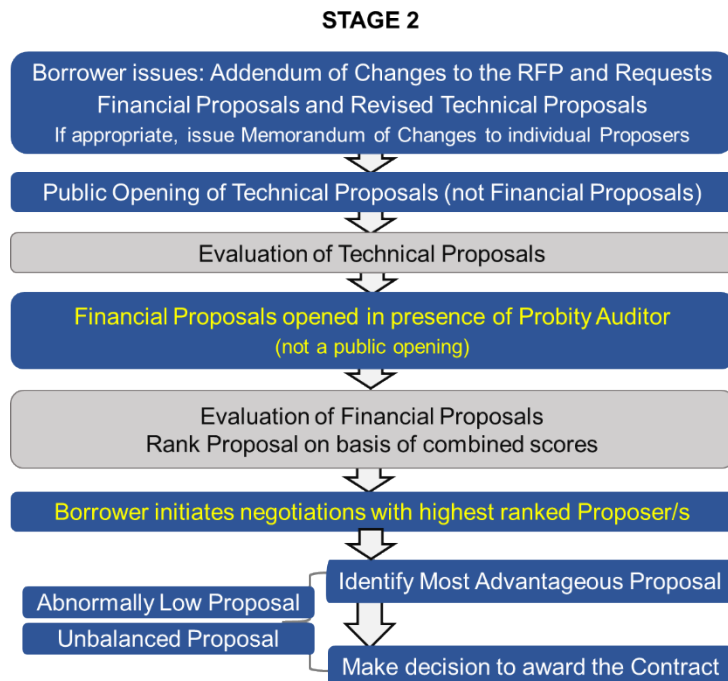 STAGE 2
Borrower issues: Addendum of Changes to the RFP and Requests
Financial Proposals and Revised Technical Proposals
If appropriate, issue Memorandum of Changes to individual Proposers
Public Opening of Technical Proposals (not Financial Proposals)
Evaluation of Technical Proposals
Financial Proposals opened in presence of Probity Auditor
(not a public opening)
Evaluation of Financial Proposals
Rank Proposal on basis of combined scores
Borrower initiates negotiations with highest ranked Proposer/s
Identify Most Advantageous Proposal
Abnormally Low Proposal
Unbalanced Proposal
Make decision to award the Contract